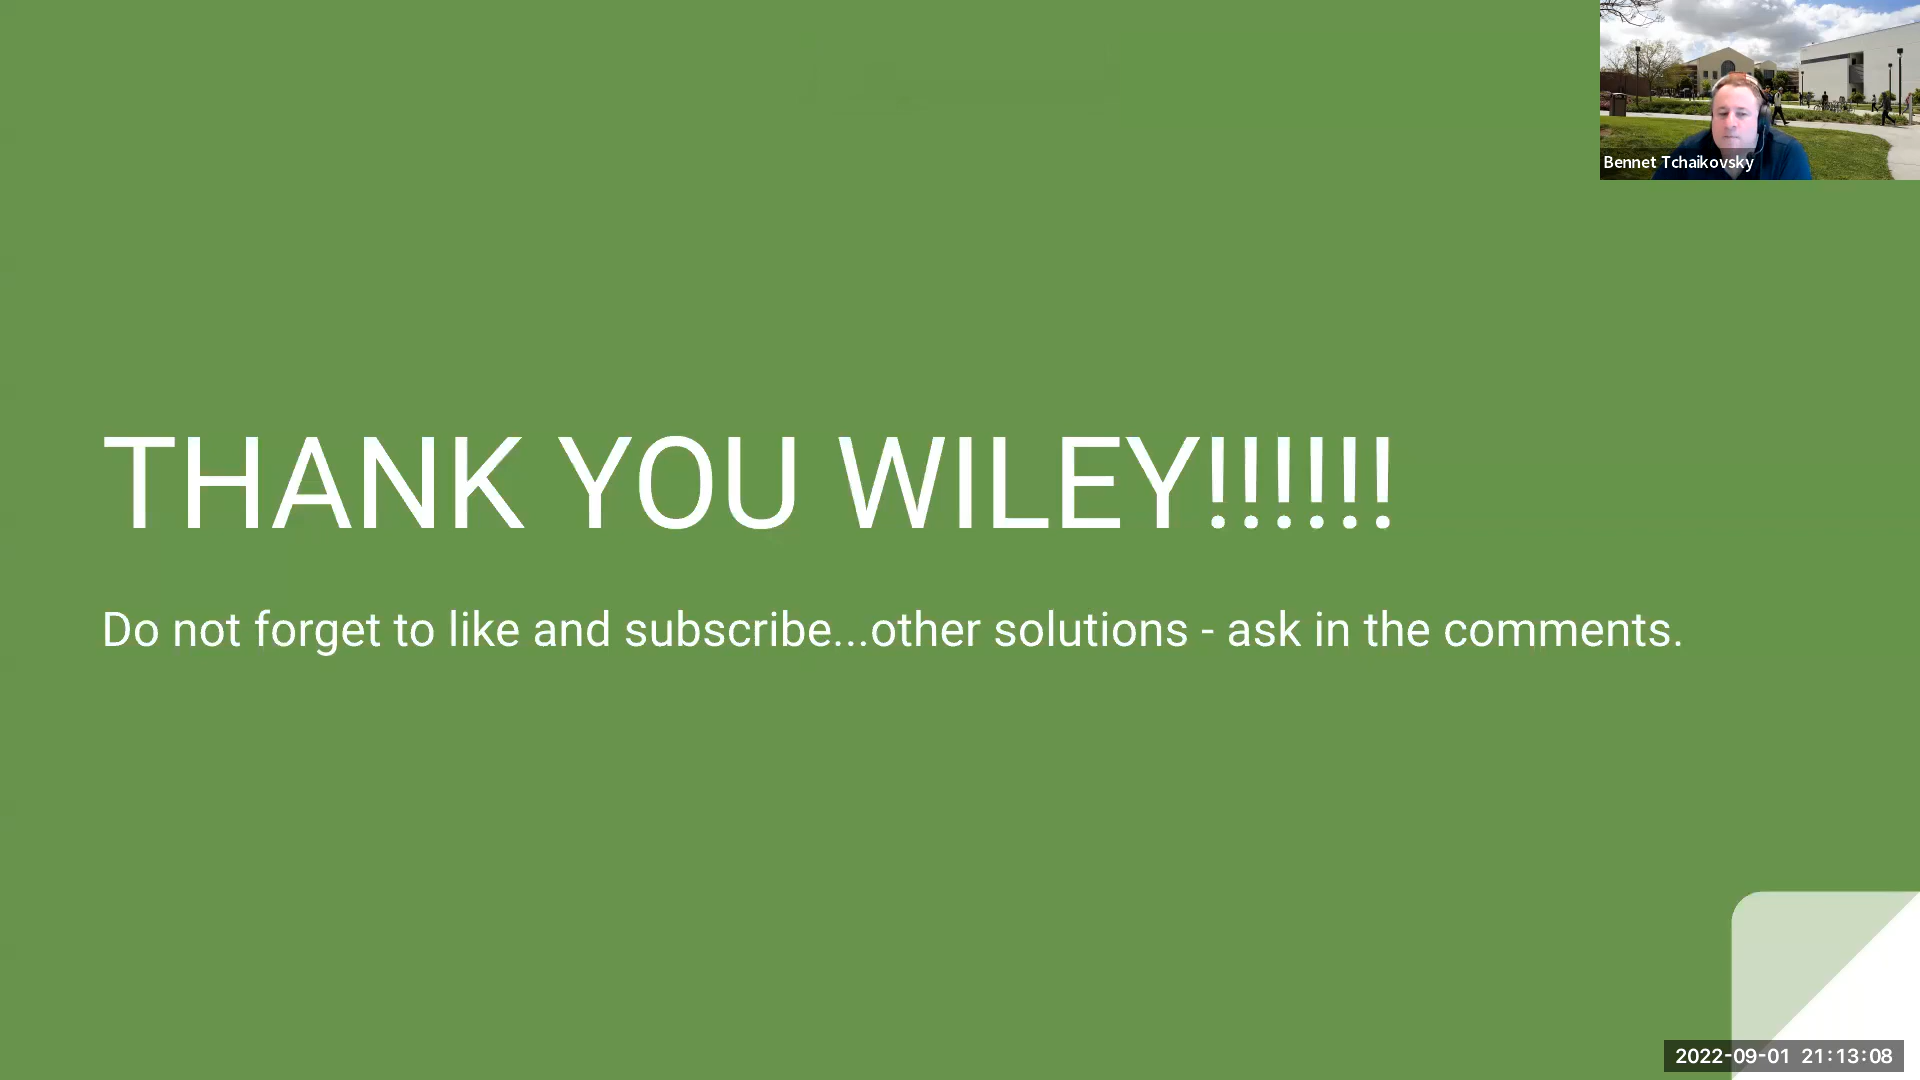 Bennet Tchaikovsky
THANK YOU WILEY!!!!!!
Do not forget to like and subscribe...other solutions - ask in the comments.
2022-09-01 21:13:08